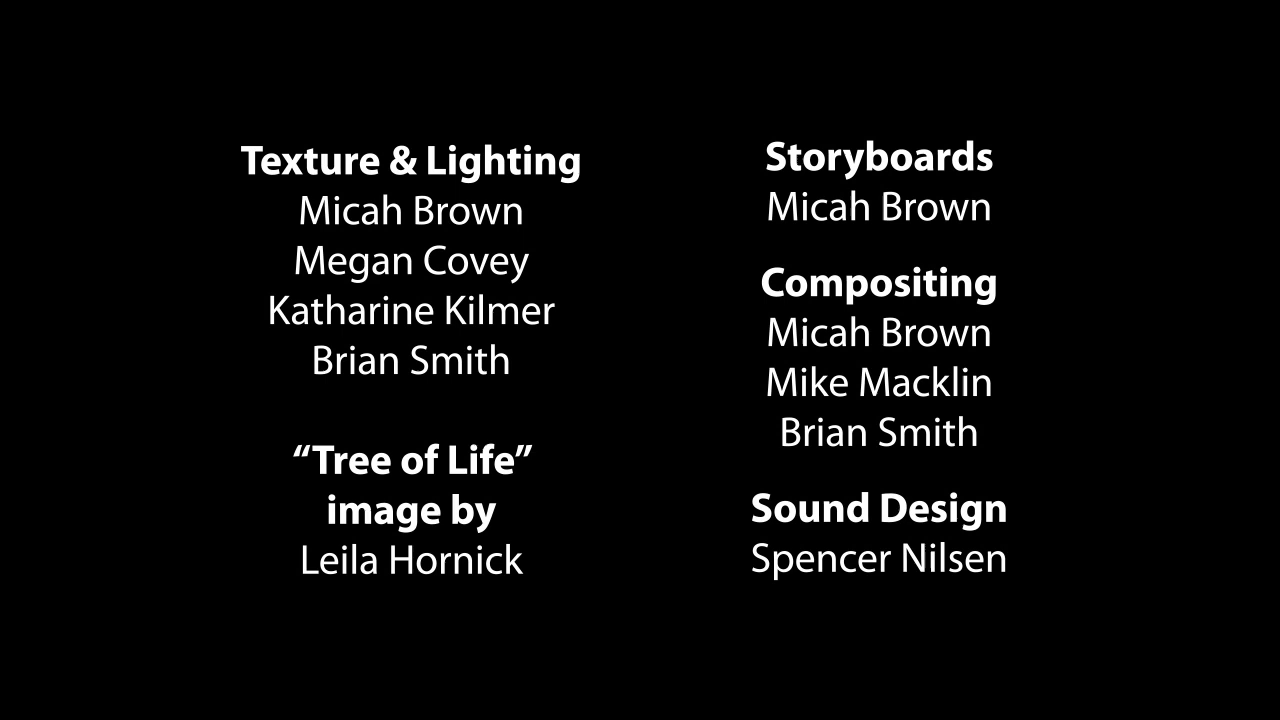 Texture & Lighting
Micah Brown
Megan Covey
Katharine Kilmer
Brian Smith
“Tree of Life”
image by
Leila Hornick
Storyboards
Micah Brown
Compositing
Micah Brown
Mike Macklin
Brian Smith
Sound Design
Spencer Nilsen